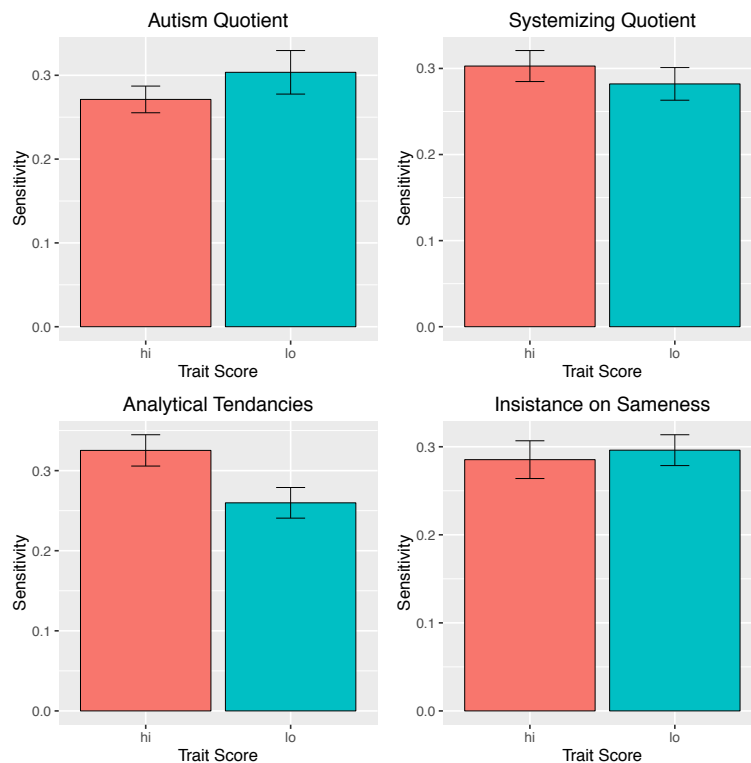 Autism Quotient
Sensitivity
0.3
0.2
0.1
0.0
hi lo
Trait Score
Systemizing Quotient
Sensitivity
0.3
0.2
0.1
0.0
hi lo
Trait Score
Analytical Tendancies
Sensitivity
0.3
0.2
0.1
0.0
hi lo
Trait Score
Insistance on Sameness
Sensitivity
0.3
0.2
0.1
0.0
hi lo
Trait Score